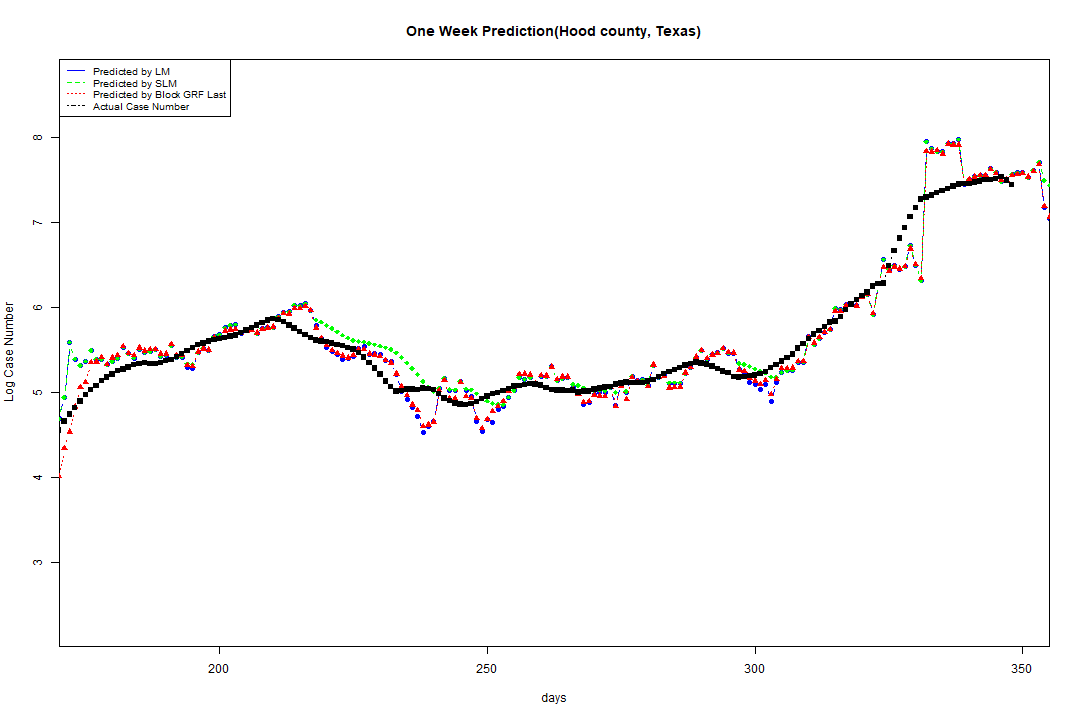 One Week Prediction(Hood county, Texas)
Predicted by LM
Predicted by SLM
Predicted by Block GRF Last
Actual Case Number
8
7
6
5
4
3
Log Case Number
200 250 300 350
days